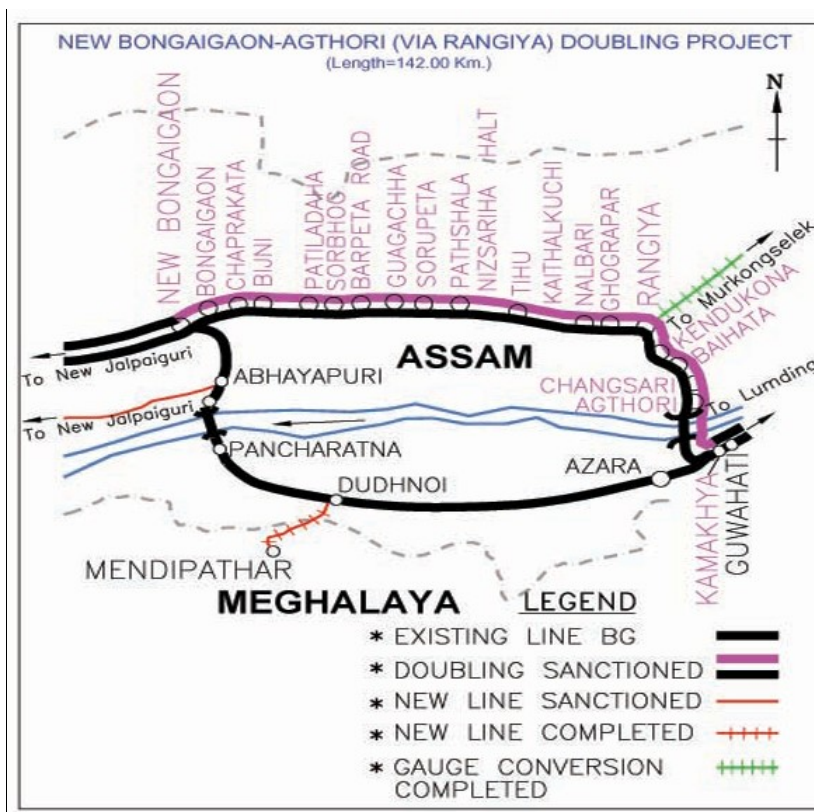 NEW BONGAIGAON-AGTHORI (VIA RANGIYA) DOUBLING PROJECT
(Length=142.00 Km.)
N
NEW BONGAIGAON
BONGAIGAON
CHAPRAKATA
BIJNI
PATILADAHA
SORBHOG
BARPETA ROAD
GUAGACHHA
SORUPETA
PATHSHALA
NIZSARIHA HALT
TIHU
KAITHALKUCHI
NALBARI
GHOGRAPAR
RANGIYA
To Murkongselek
KENDUKONA
BAIHATA
CHANGSARI
AGTHORI
To Lumding
To New Jalpaiguri
ASSAM
ABHAYAPURI
To New Jalpaiguri
PANCHARATNA
DUDHNOI
AZARA
KAMAKHYA
GUWAHATI
MENDIPATHAR
MEGHALAYA
LEGEND
* EXISTING LINE BG
* DOUBLING SANCTIONED
* NEW LINE SANCTIONED
* NEW LINE COMPLETED
* GAUGE CONVERSION
COMPLETED